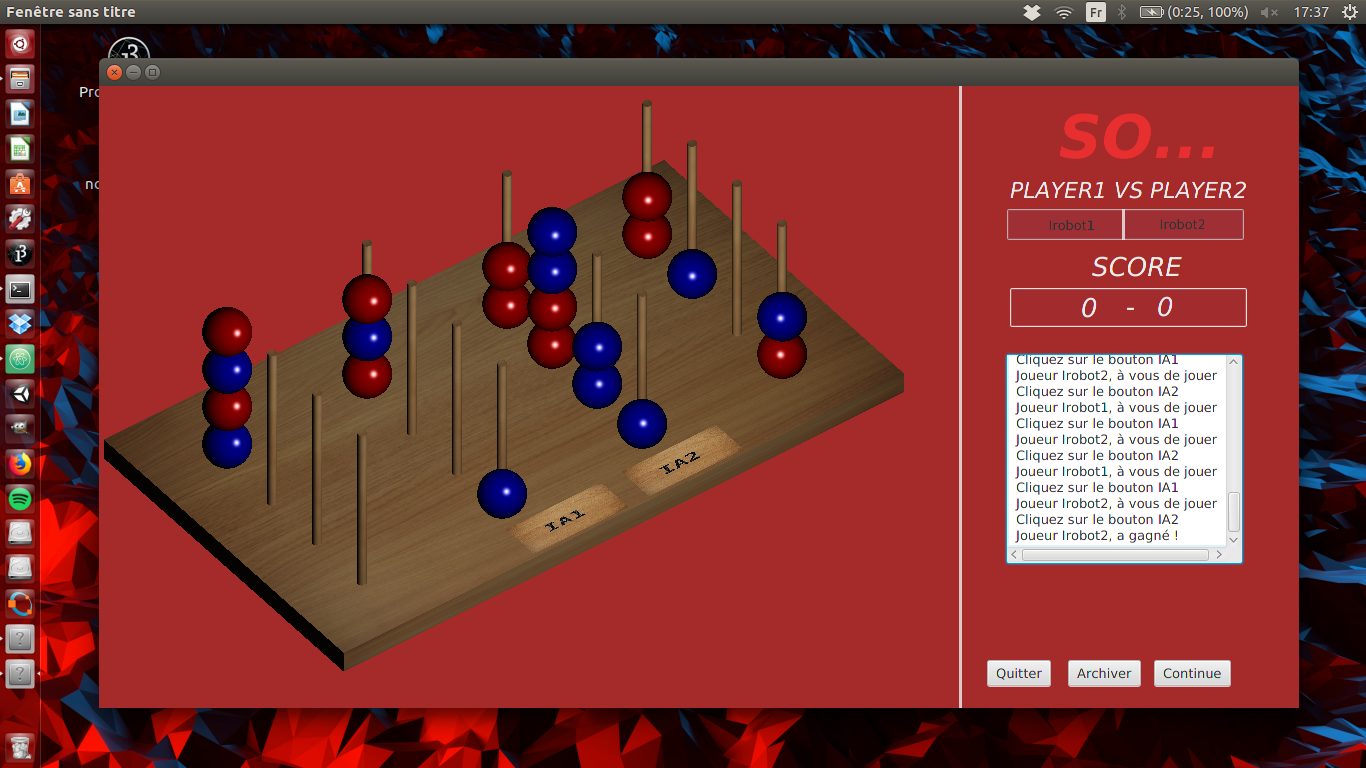 Fenêtre sans titre
Fr
(0:25, 100%)
17:37
i3
Pro
no
SO...
PLAYER1 VS PLAYER2
Irobot1
Irobot2
SCORE
0 - 0
Cliquez sur le bouton IA1
Joueur Irobot2, à vous de jouer
Cliquez sur le bouton IA2
Joueur Irobot1, à vous de jouer
Cliquez sur le bouton IA1
Joueur Irobot2, à vous de jouer
Cliquez sur le bouton IA2
Joueur Irobot1, à vous de jouer
Cliquez sur le bouton IA1
Joueur Irobot2, à vous de jouer
Cliquez sur le bouton IA2
Joueur Irobot2, a gagné !
IA2
IA1
Quitter
Archiver
Continue